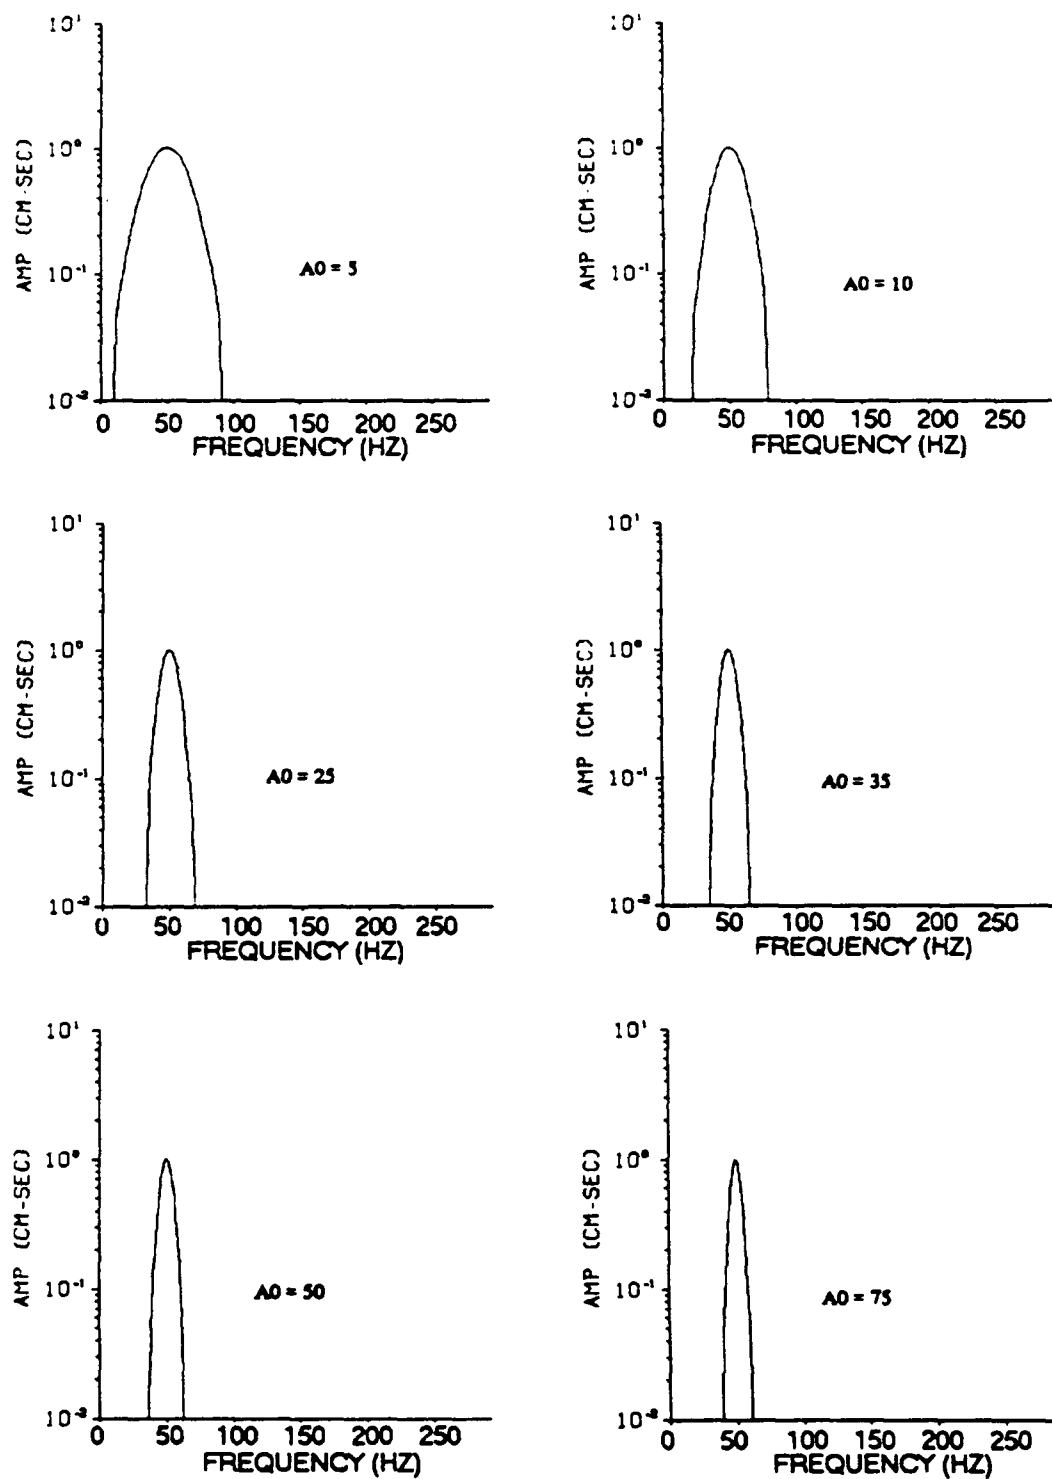 10¹
10⁰
10⁻¹
10⁻²
AMP (CM-SEC)
A0 = 5
0 50 100 150 200 250
FREQUENCY (HZ)
10¹
10⁰
10⁻¹
10⁻²
AMP (CM-SEC)
A0 = 10
0 50 100 150 200 250
FREQUENCY (HZ)
10¹
10⁰
10⁻¹
10⁻²
AMP (CM-SEC)
A0 = 25
0 50 100 150 200 250
FREQUENCY (HZ)
10¹
10⁰
10⁻¹
10⁻²
AMP (CM-SEC)
A0 = 35
0 50 100 150 200 250
FREQUENCY (HZ)
10¹
10⁰
10⁻¹
10⁻²
AMP (CM-SEC)
A0 = 50
0 50 100 150 200 250
FREQUENCY (HZ)
10¹
10⁰
10⁻¹
10⁻²
AMP (CM-SEC)
A0 = 75
0 50 100 150 200 250
FREQUENCY (HZ)